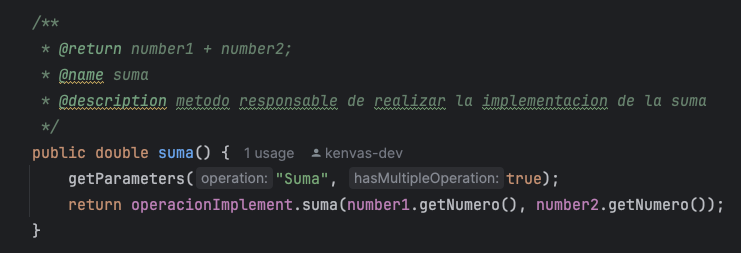 /**
 * @return number1 + number2;
 * @name suma
 * @description metodo responsable de realizar la implementacion de la suma
 */
public double suma() { 1 usage kenvas-dev
    getParameters( operation: "Suma", hasMultipleOperation: true);
    return operacionImplement.suma(number1.getNumero(), number2.getNumero());
}